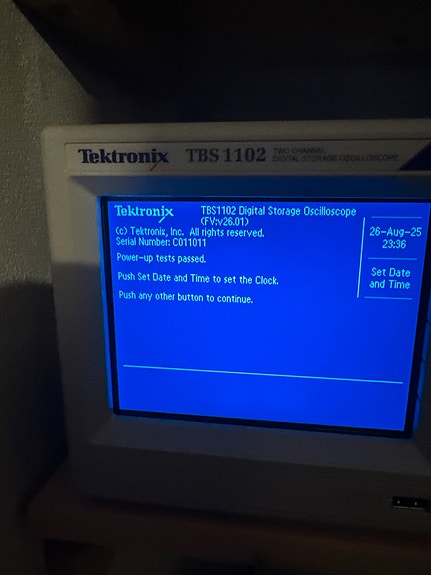 Tektronix TBS 1102 TWO CHANNEL DIGITAL STORAGE OSCILLOSCOPE
Tektronix
TBS1102 Digital Storage Oscilloscope
(FV:v26.01)
(c) Tektronix, Inc. All rights reserved.
Serial Number: C011011
Power-up tests passed.
Push Set Date and Time to set the Clock.
Push any other button to continue.
26-Aug-25
23:36
Set Date
and Time